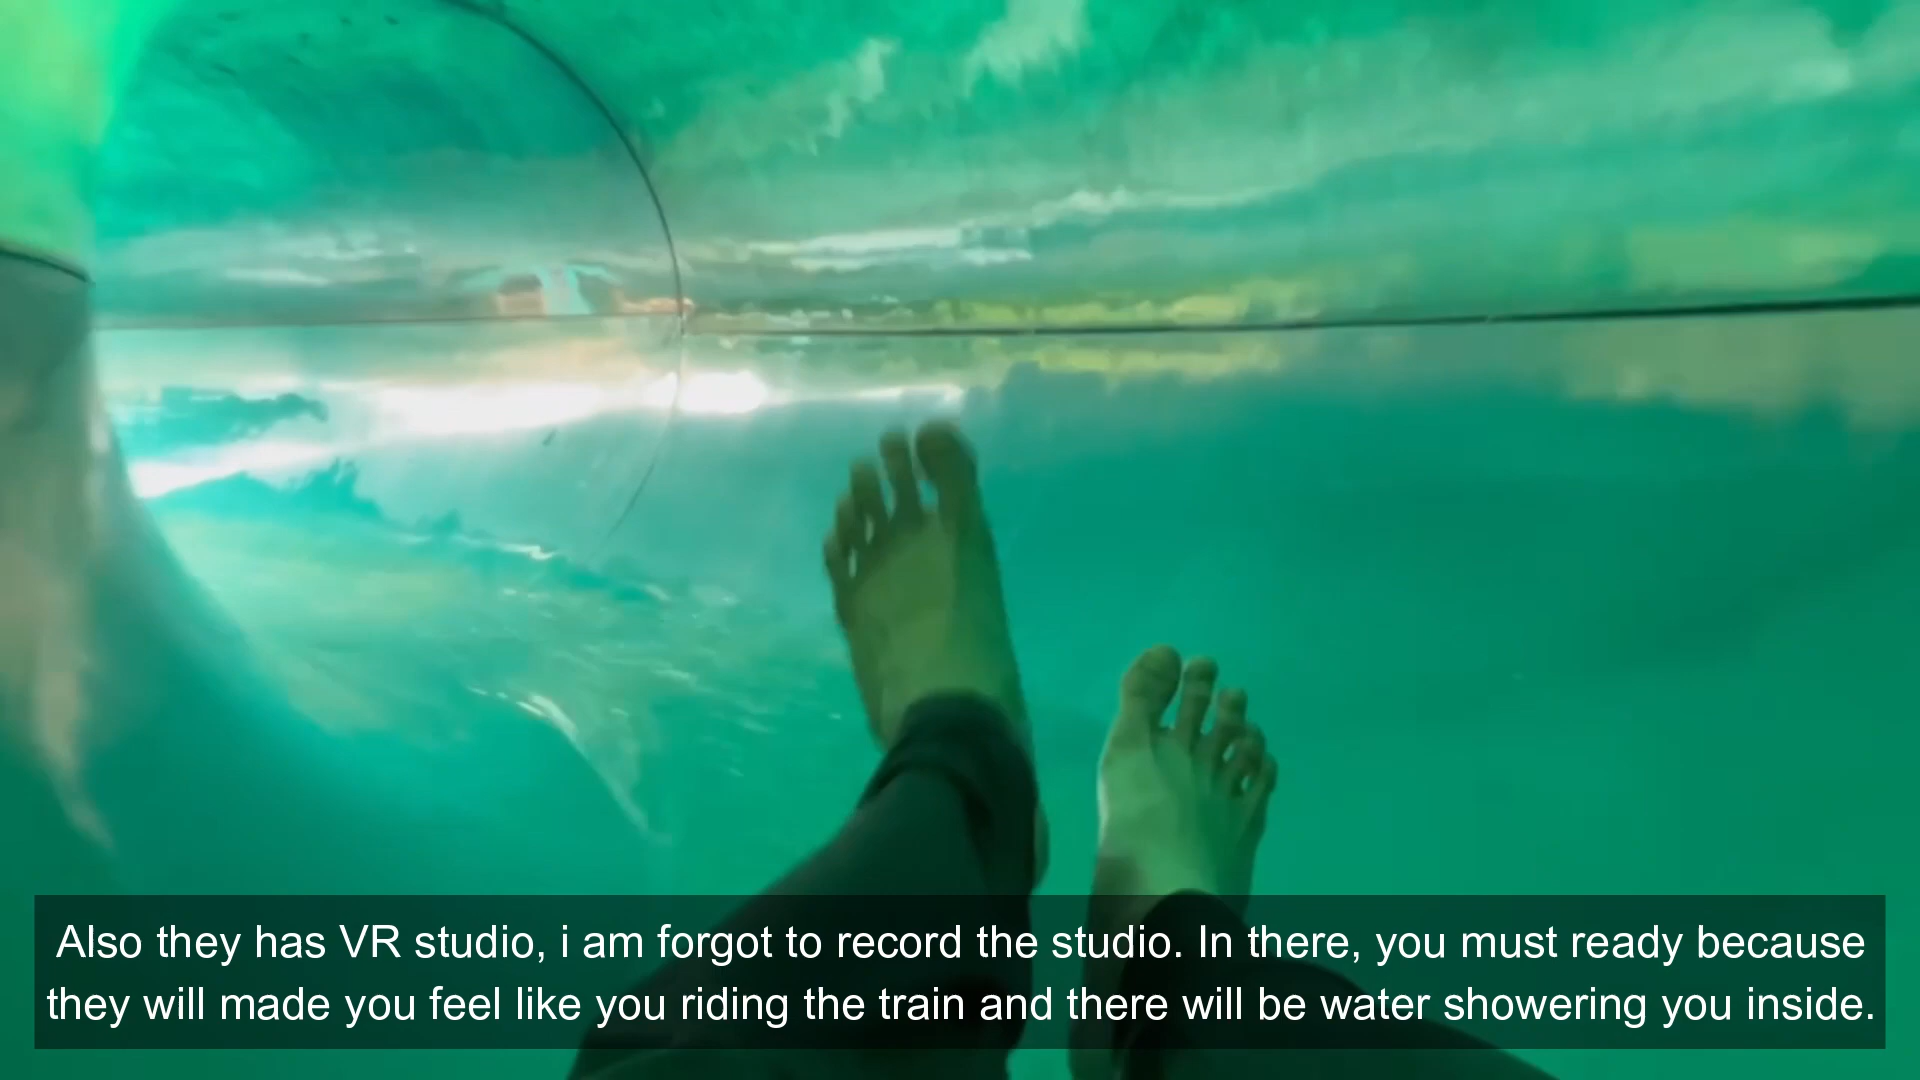 Also they has VR studio, i am forgot to record the studio. In there, you must ready because
they will made you feel like you riding the train and there will be water showering you inside.